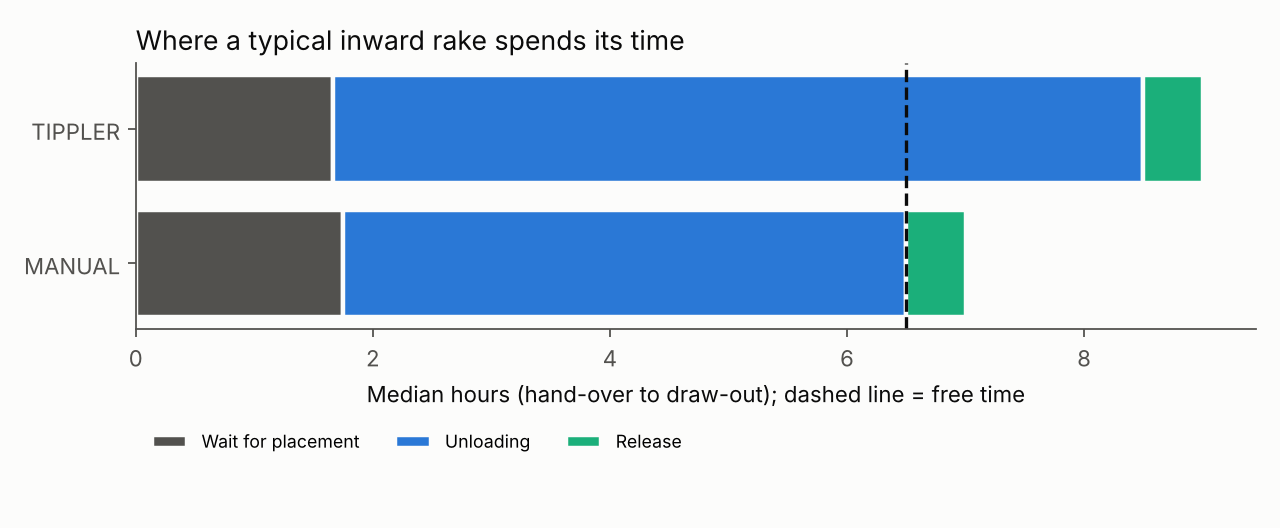 Where a typical inward rake spends its time
TIPPLER
MANUAL
0 2 4 6 8
Median hours (hand-over to draw-out); dashed line = free time
Wait for placement Unloading Release